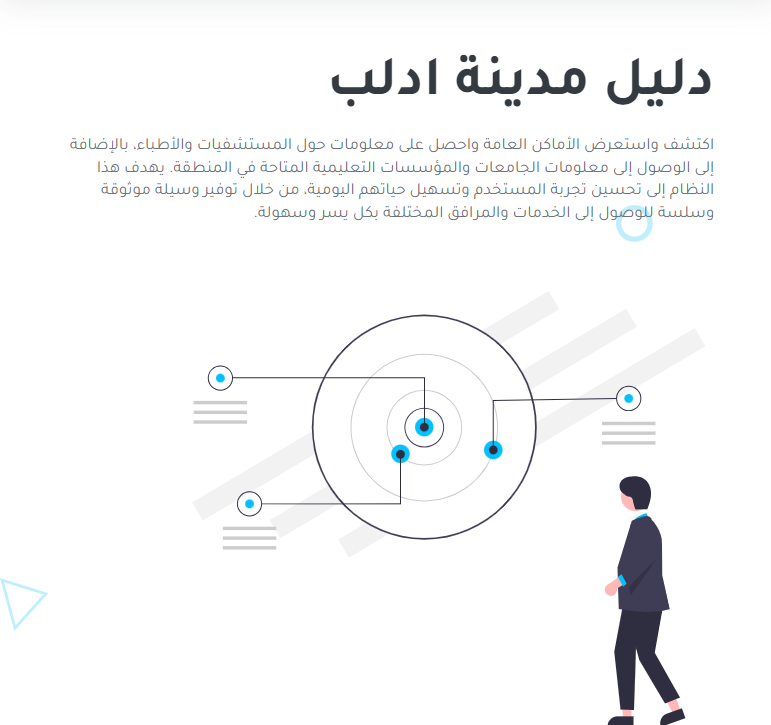 دليل مدينة ادلب
اكتشف واستعرض الأماكن العامة واحصل على معلومات حول المستشفيات والأطباء، بالإضافة
إلى الوصول إلى معلومات الجامعات والمؤسسات التعليمية المتاحة في المنطقة. يهدف هذا
النظام إلى تحسين تجربة المستخدم وتسهيل حياتهم اليومية، من خلال توفير وسيلة موثوقة
وسلسة للوصول إلى الخدمات والمرافق المختلفة بكل يسر وسهولة.